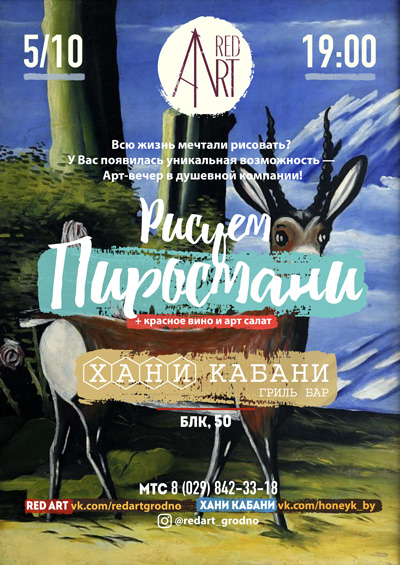 5/10
RED
ART
19:00
Всю жизнь мечтали рисовать?
У Вас появилась уникальная возможность —
Арт-вечер в душевной компании!
Рисуем
Пиросмани
+ красное вино и арт салат
ХАНИ КАБАНИ
ГРИЛЬ БАР
БЛК, 50
МТС 8 (029) 842-33-18
RED ART vk.com/redartgrodno ХАНИ КАБАНИ vk.com/honeyk_by
@redart_grodno